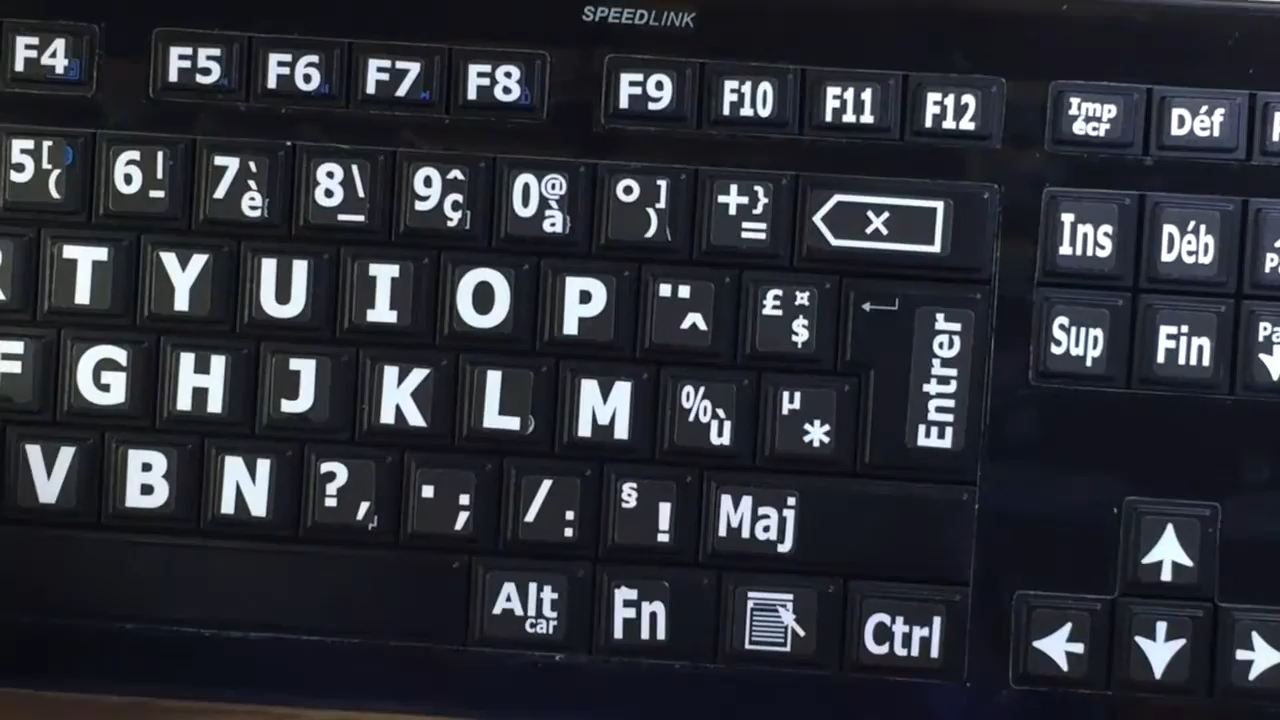 SPEEDLINK
F4 F5 F6 F7 F8 F9 F10 F11 F12 Imp écr Déf
5 [ ( 6 ! - 7 ` è 8 \ _ 9 ^ ç 0 @ à ° ] ) + } = × Ins Déb
T Y U I O P ¨ ^ £ ¤ $ Entrer Sup Fin
F G H J K L M % ù µ *
V B N ? , . ; / : § ! Maj
Alt car Fn Ctrl